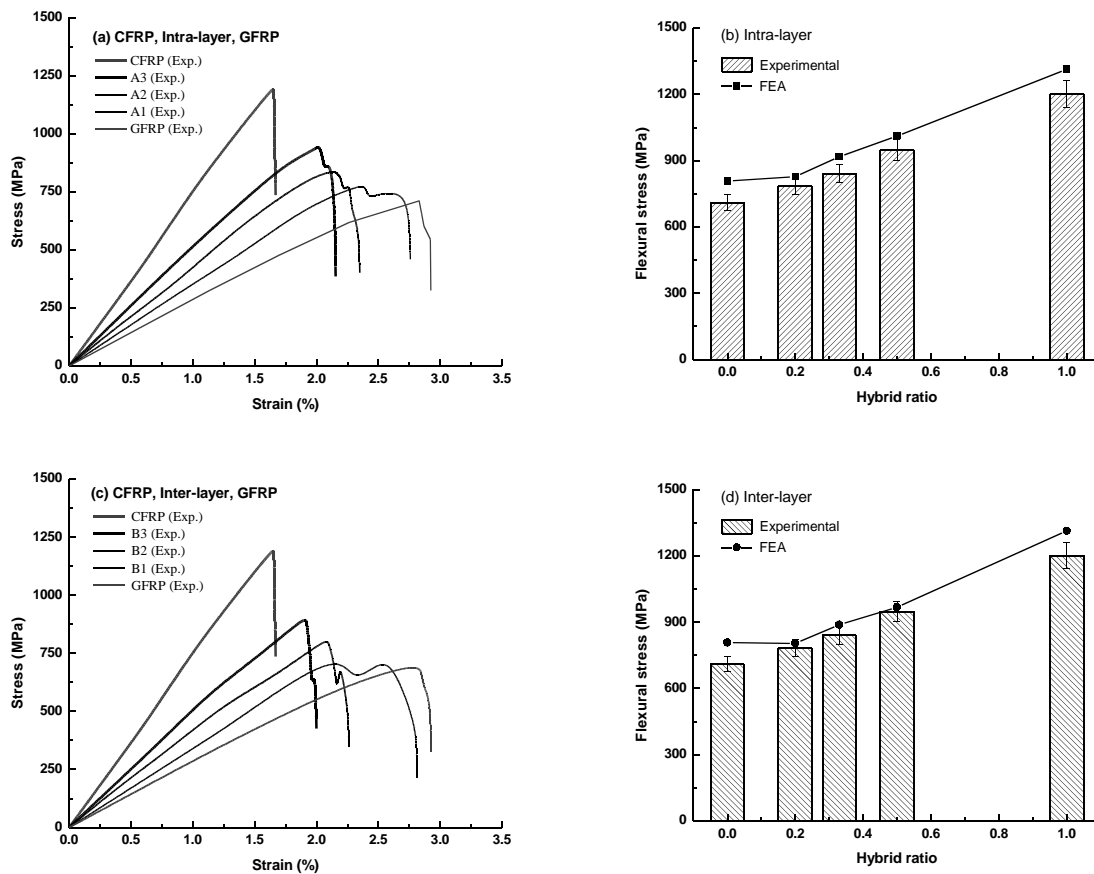 (a) CFRP, Intra-layer, GFRP
CFRP (Exp.)
A3 (Exp.)
A2 (Exp.)
A1 (Exp.)
GFRP (Exp.)
Stress (MPa)
1500
1250
1000
750
500
250
0
0.0 0.5 1.0 1.5 2.0 2.5 3.0 3.5
Strain (%)
(b) Intra-layer
Experimental
FEA
Flexural stress (MPa)
1500
1200
900
600
300
0
0.0 0.2 0.4 0.6 0.8 1.0
Hybrid ratio
(c) CFRP, Inter-layer, GFRP
CFRP (Exp.)
B3 (Exp.)
B2 (Exp.)
B1 (Exp.)
GFRP (Exp.)
Stress (MPa)
1500
1250
1000
750
500
250
0
0.0 0.5 1.0 1.5 2.0 2.5 3.0 3.5
Strain (%)
(d) Inter-layer
Experimental
FEA
Flexural stress (MPa)
1500
1200
900
600
300
0
0.0 0.2 0.4 0.6 0.8 1.0
Hybrid ratio